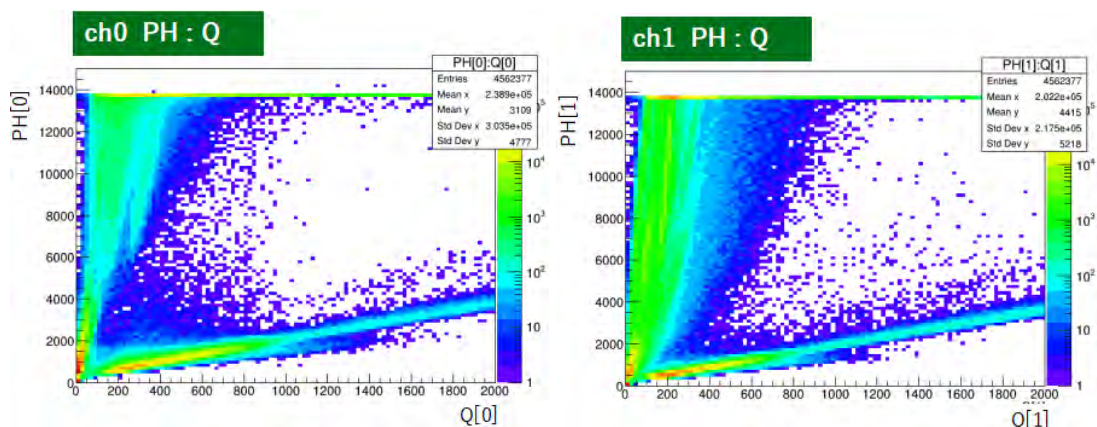 ch0 PH : Q
PH[0]:Q[0]
Entries 4562377
Mean x 2.389e+05
Mean y 3109
Std Dev x 3.035e+05
Std Dev y 4777
PH[0]
14000
12000
10000
8000
6000
4000
2000
0
0 200 400 600 800 1000 1200 1400 1600 1800 2000
Q[0]
10⁴
10³
10²
10
1
ch1 PH : Q
PH[1]:Q[1]
Entries 4562377
Mean x 2.022e+05
Mean y 4415
Std Dev x 2.175e+05
Std Dev y 5218
PH[1]
14000
12000
10000
8000
6000
4000
2000
0
0 200 400 600 800 1000 1200 1400 1600 1800 2000
Q[1]
10⁴
10³
10²
10
1